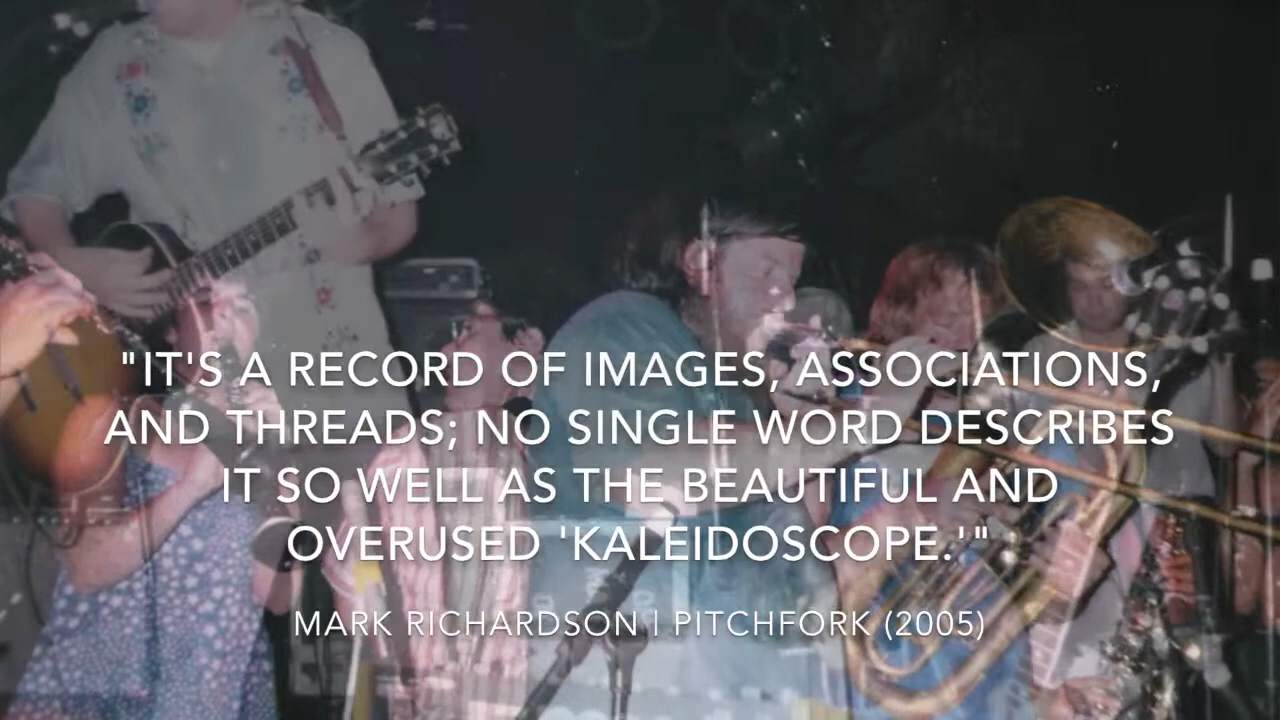 "IT'S A RECORD OF IMAGES, ASSOCIATIONS,
AND THREADS; NO SINGLE WORD DESCRIBES
IT SO WELL AS THE BEAUTIFUL AND
OVERUSED 'KALEIDOSCOPE.'"
MARK RICHARDSON | PITCHFORK (2005)